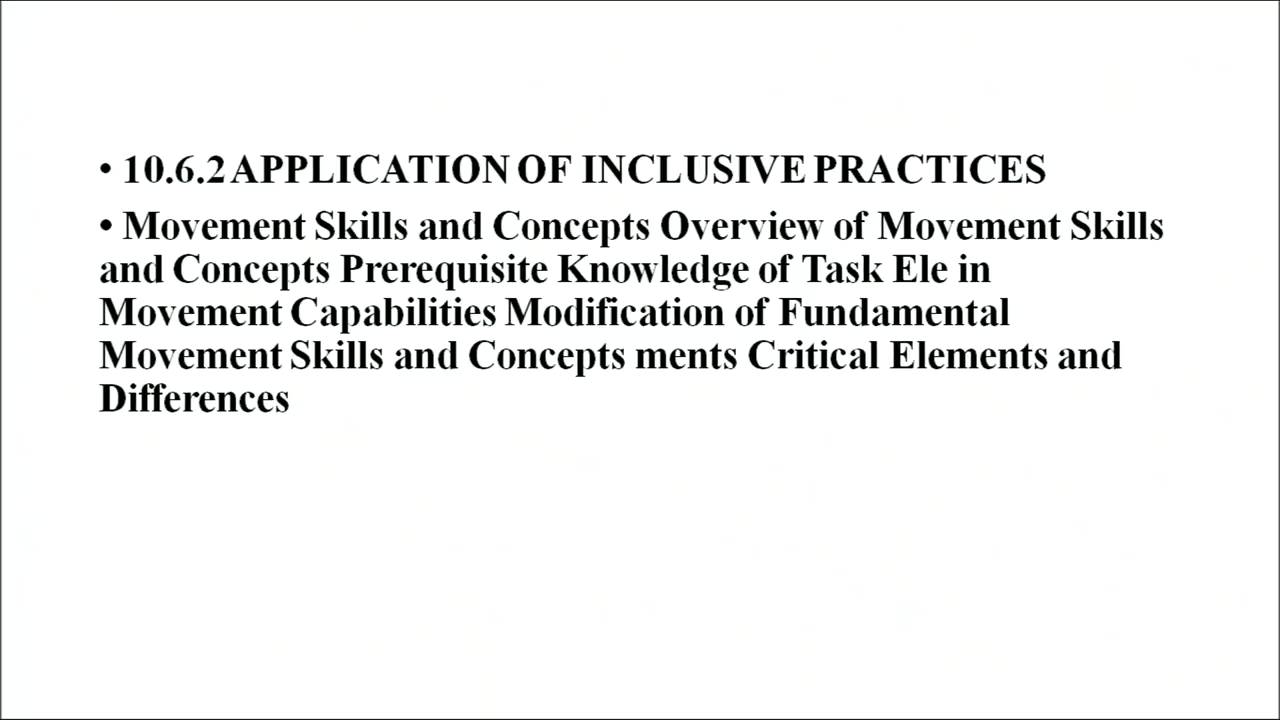 • 10.6.2 APPLICATION OF INCLUSIVE PRACTICES
• Movement Skills and Concepts Overview of Movement Skills
and Concepts Prerequisite Knowledge of Task Ele in
Movement Capabilities Modification of Fundamental
Movement Skills and Concepts ments Critical Elements and
Differences